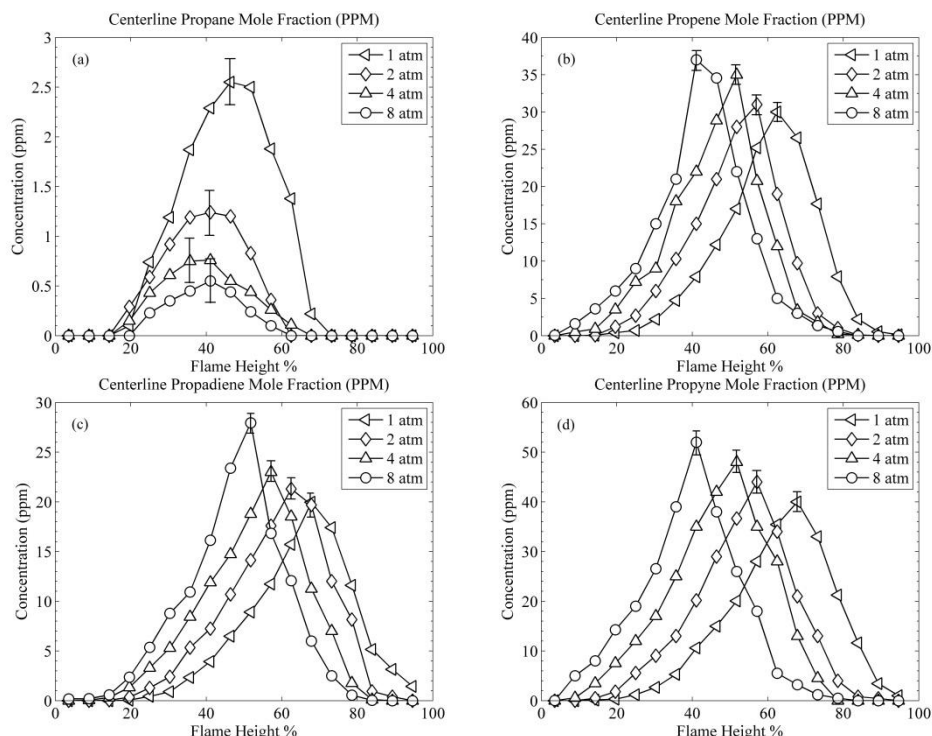 Centerline Propane Mole Fraction (PPM)
3
2.5
2
1.5
1
0.5
0
Concentration (ppm)
(a)
1 atm
2 atm
4 atm
8 atm
0 20 40 60 80 100
Flame Height %
Centerline Propene Mole Fraction (PPM)
40
35
30
25
20
15
10
5
0
Concentration (ppm)
(b)
1 atm
2 atm
4 atm
8 atm
0 20 40 60 80 100
Flame Height %
Centerline Propadiene Mole Fraction (PPM)
30
25
20
15
10
5
0
Concentration (ppm)
(c)
1 atm
2 atm
4 atm
8 atm
0 20 40 60 80 100
Flame Height %
Centerline Propyne Mole Fraction (PPM)
60
50
40
30
20
10
0
Concentration (ppm)
(d)
1 atm
2 atm
4 atm
8 atm
0 20 40 60 80 100
Flame Height %